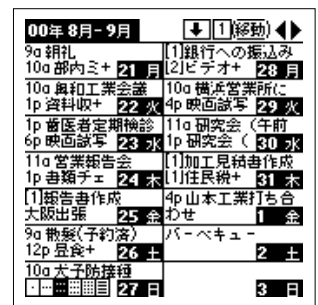 00年 8月- 9月 1(移動)
9a 朝礼
10a 部内ミ+ 21 月
10a 奥和工業会議
1p 資料収+ 22 火
1p 歯医者定期検診
6p 映画試写 23 水
11a 営業報告会
1p 書類チェ 24 木
[1]報告書作成
大阪出張 25 金
9a 散髪(予約済)
12p 昼食+ 26 土
10a 犬予防接種
27 日
[1]銀行への振込み
[2]ビデオ+ 28 月
10a 横浜営業所に
4p 映画試写 29 火
11a 研究会（午前
1p 研究会（ 30 水
[1]加工見積書作成
[1]住民税+ 31 木
4p 山本工業打ち合
わせ 1 金
バーベキュー
2 土
3 日